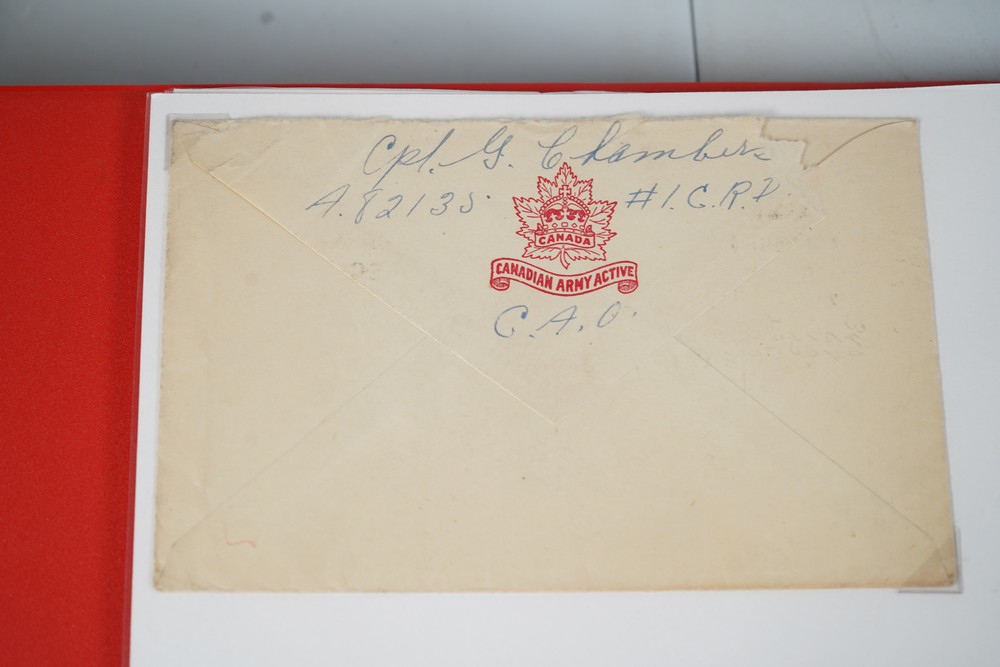 Cpl. G. Chambers
A.82135. #1.C.R.D.
CANADA
CANADIAN ARMY ACTIVE
C.A.O.